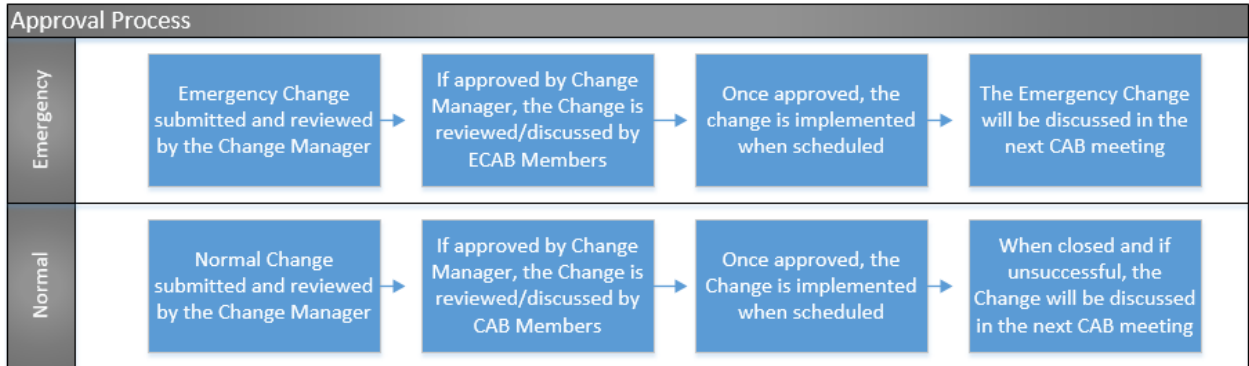 Approval Process
Emergency
Emergency Change
submitted and reviewed
by the Change Manager
If approved by Change
Manager, the Change is
reviewed/discussed by
ECAB Members
Once approved, the
change is implemented
when scheduled
The Emergency Change
will be discussed in the
next CAB meeting
Normal
Normal Change
submitted and reviewed
by the Change Manager
If approved by Change
Manager, the Change is
reviewed/discussed by
CAB Members
Once approved, the
Change is implemented
when scheduled
When closed and if
unsuccessful, the
Change will be discussed
in the next CAB meeting